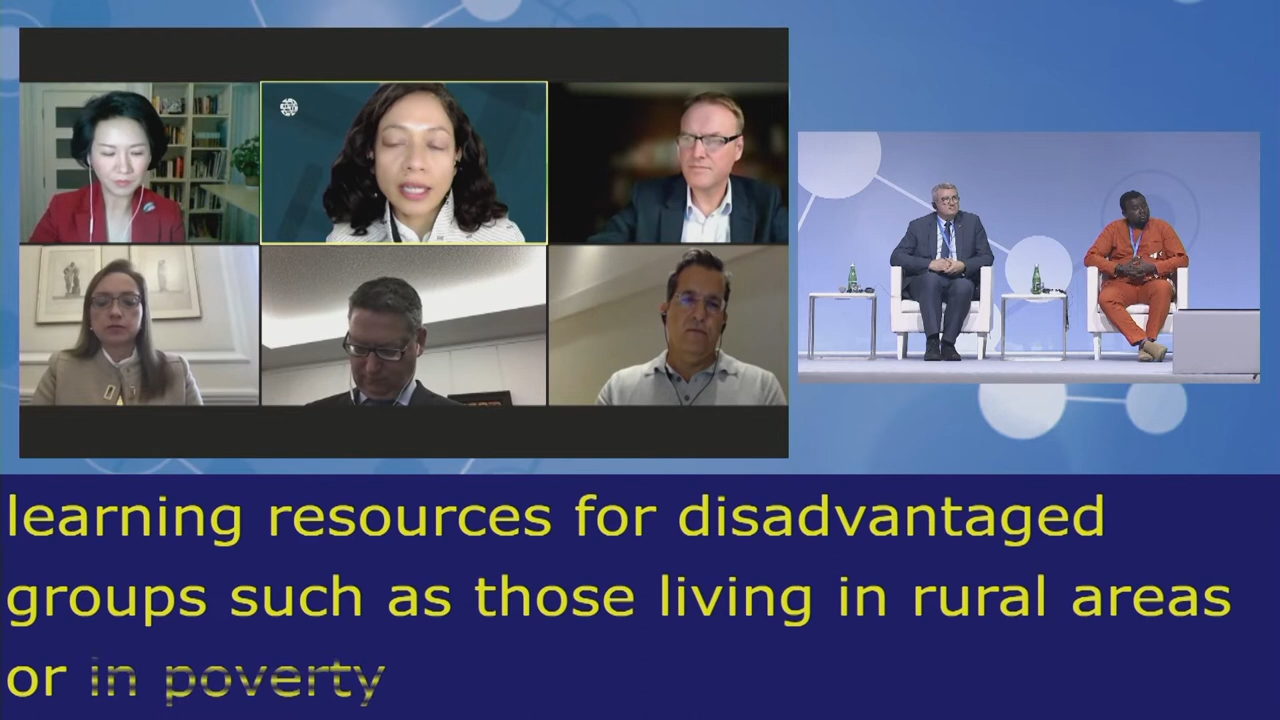 learning resources for disadvantaged
groups such as those living in rural areas
or in poverty